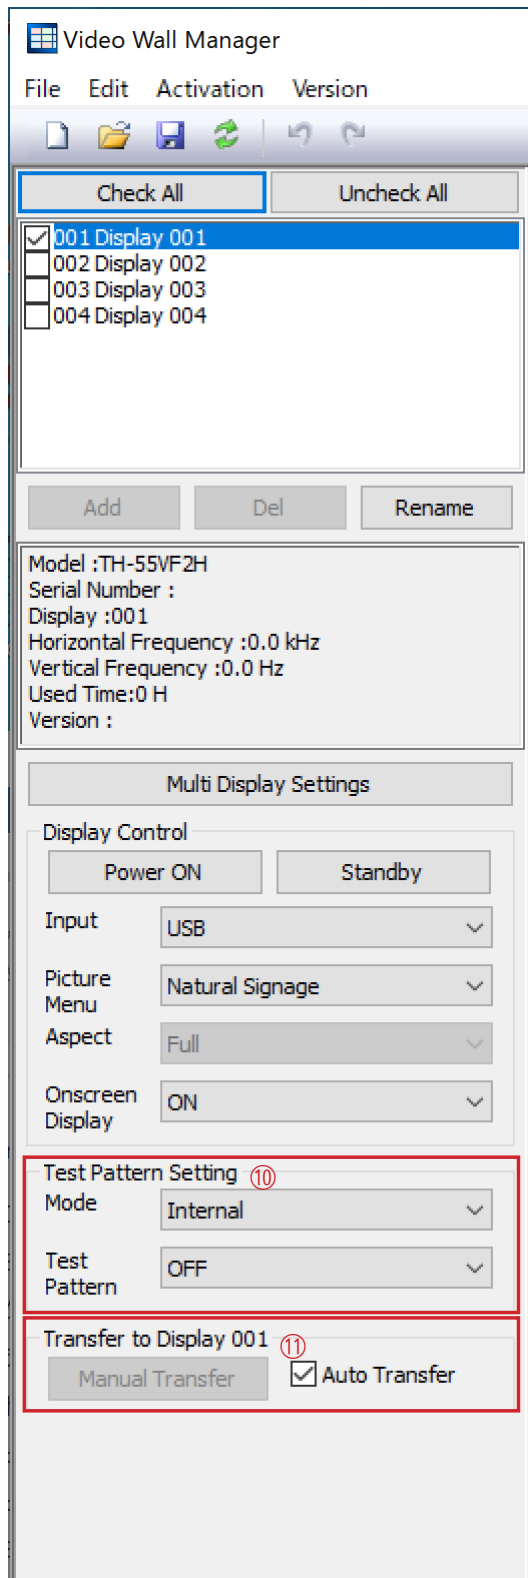 Video Wall Manager
File Edit Activation Version
Check All Uncheck All
001 Display 001
002 Display 002
003 Display 003
004 Display 004
Add Del Rename
Model :TH-55VF2H
Serial Number :
Display :001
Horizontal Frequency :0.0 kHz
Vertical Frequency :0.0 Hz
Used Time:0 H
Version :
Multi Display Settings
Display Control
Power ON Standby
Input USB
Picture
Menu Natural Signage
Aspect Full
Onscreen
Display ON
Test Pattern Setting ⑩
Mode Internal
Test
Pattern OFF
Transfer to Display 001 ⑪
Manual Transfer Auto Transfer